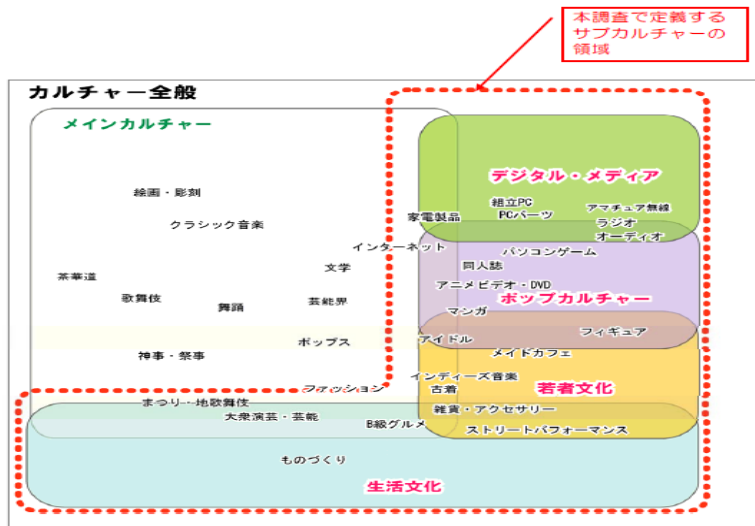 本調査で定義する
サブカルチャーの
領域
カルチャー全般
メインカルチャー
デジタル・メディア
絵画・彫刻
組立PC
アマチュア無線
家電製品
PCパーツ
ラジオ
クラシック音楽
オーディオ
インターネット
パソコンゲーム
文学
同人誌
茶華道
アニメビデオ・DVD
歌舞伎
舞踊
芸能界
ポップカルチャー
マンガ
フィギュア
ポップス
アイドル
神事・祭事
メイドカフェ
インディーズ音楽
ファッション
古着
若者文化
まつり・地歌舞伎
雑貨・アクセサリー
大衆演芸・芸能
B級グルメ
ストリートパフォーマンス
ものづくり
生活文化